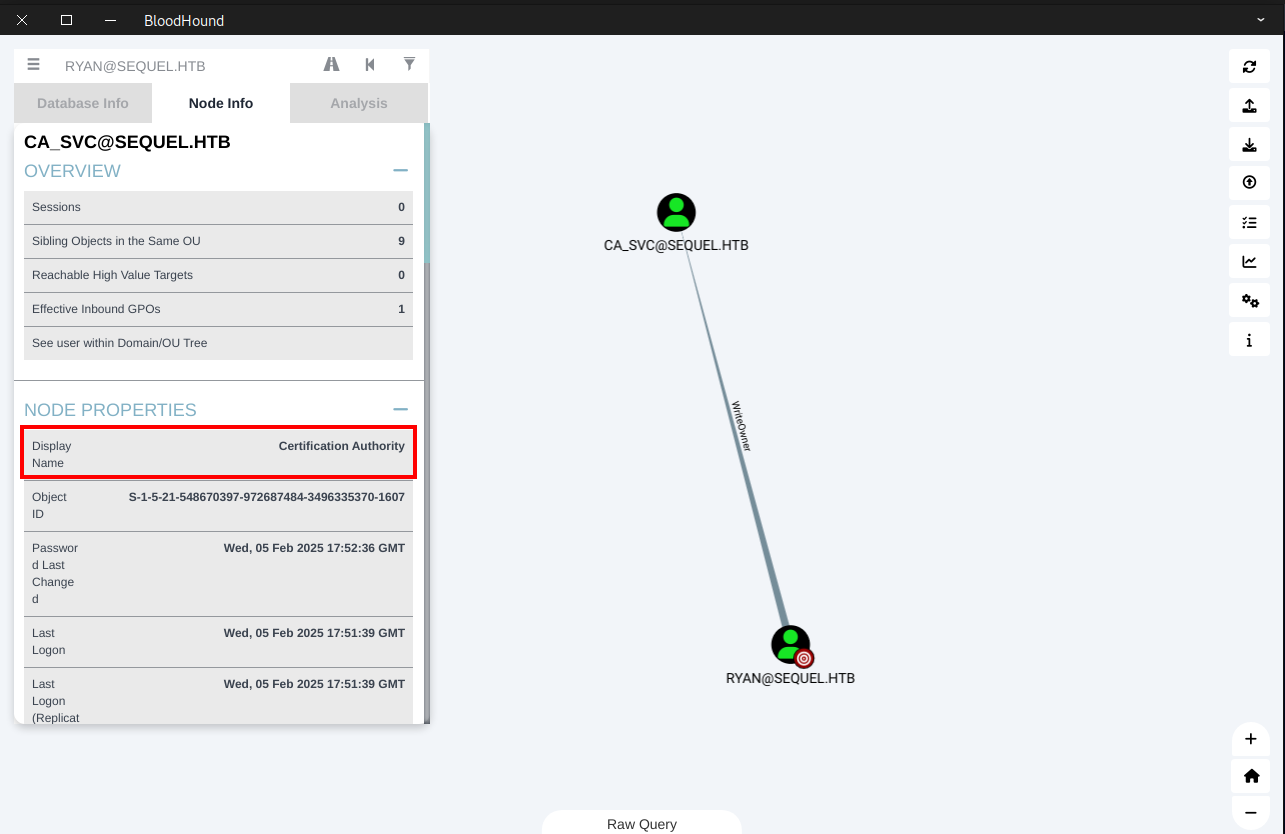 BloodHound
RYAN@SEQUEL.HTB
Database Info
Node Info
Analysis
CA_SVC@SEQUEL.HTB
OVERVIEW
Sessions 0
Sibling Objects in the Same OU 9
Reachable High Value Targets 0
Effective Inbound GPOs 1
See user within Domain/OU Tree
NODE PROPERTIES
Display Certification Authority
Name
Object S-1-5-21-548670397-972687484-3496335370-1607
ID
Passwor Wed, 05 Feb 2025 17:52:36 GMT
d Last
Change
d
Last Wed, 05 Feb 2025 17:51:39 GMT
Logon
Last Wed, 05 Feb 2025 17:51:39 GMT
Logon
(Replicat
CA_SVC@SEQUEL.HTB
WriteOwner
RYAN@SEQUEL.HTB
Raw Query